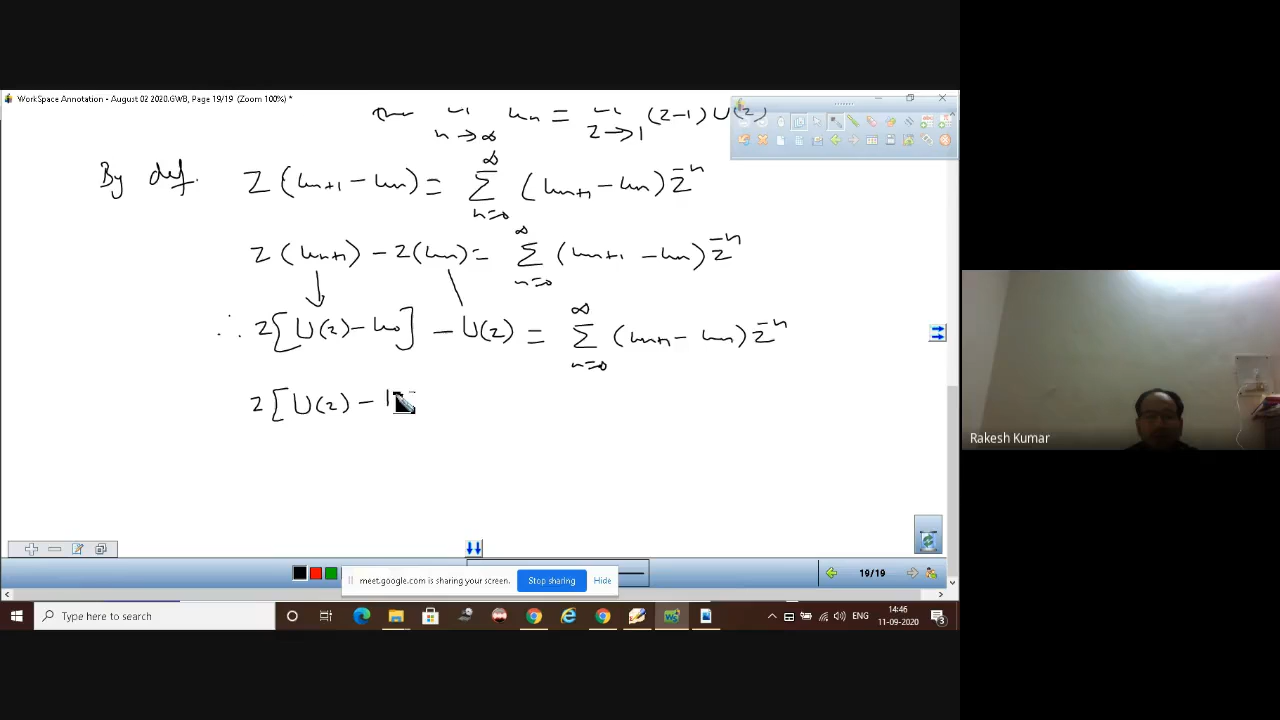 WorkSpace Annotation - August 02 2020.GWB, Page 19/19 (Zoom 100%) *
n→∞ uₙ = z→1 (z-1) U(z)
By def. Z(uₙ₊₁ - uₙ) = ∞ Σ n=0 (uₙ₊₁ - uₙ) z⁻ⁿ
Z(uₙ₊₁) - Z(uₙ) = ∞ Σ n=0 (uₙ₊₁ - uₙ) z⁻ⁿ
∴ z[U(z) - u₀] - U(z) = ∞ Σ n=0 (uₙ₊₁ - uₙ) z⁻ⁿ
z[U(z) -
Rakesh Kumar
meet.google.com is sharing your screen. Stop sharing Hide
19/19
Type here to search
ENG
14:46
11-09-2020
3